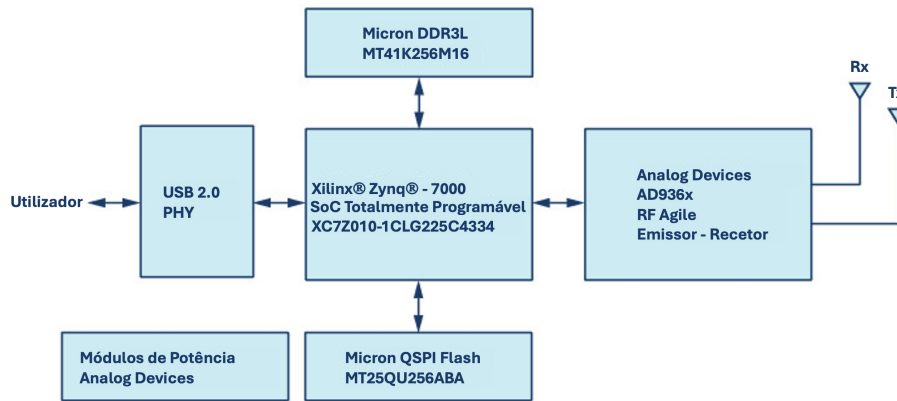 Micron DDR3L
MT41K256M16
Rx
Utilizador
USB 2.0
PHY
Xilinx® Zynq® - 7000
SoC Totalmente Programável
XC7Z010-1CLG225C4334
Analog Devices
AD936x
RF Agile
Emissor - Recetor
Módulos de Potência
Analog Devices
Micron QSPI Flash
MT25QU256ABA